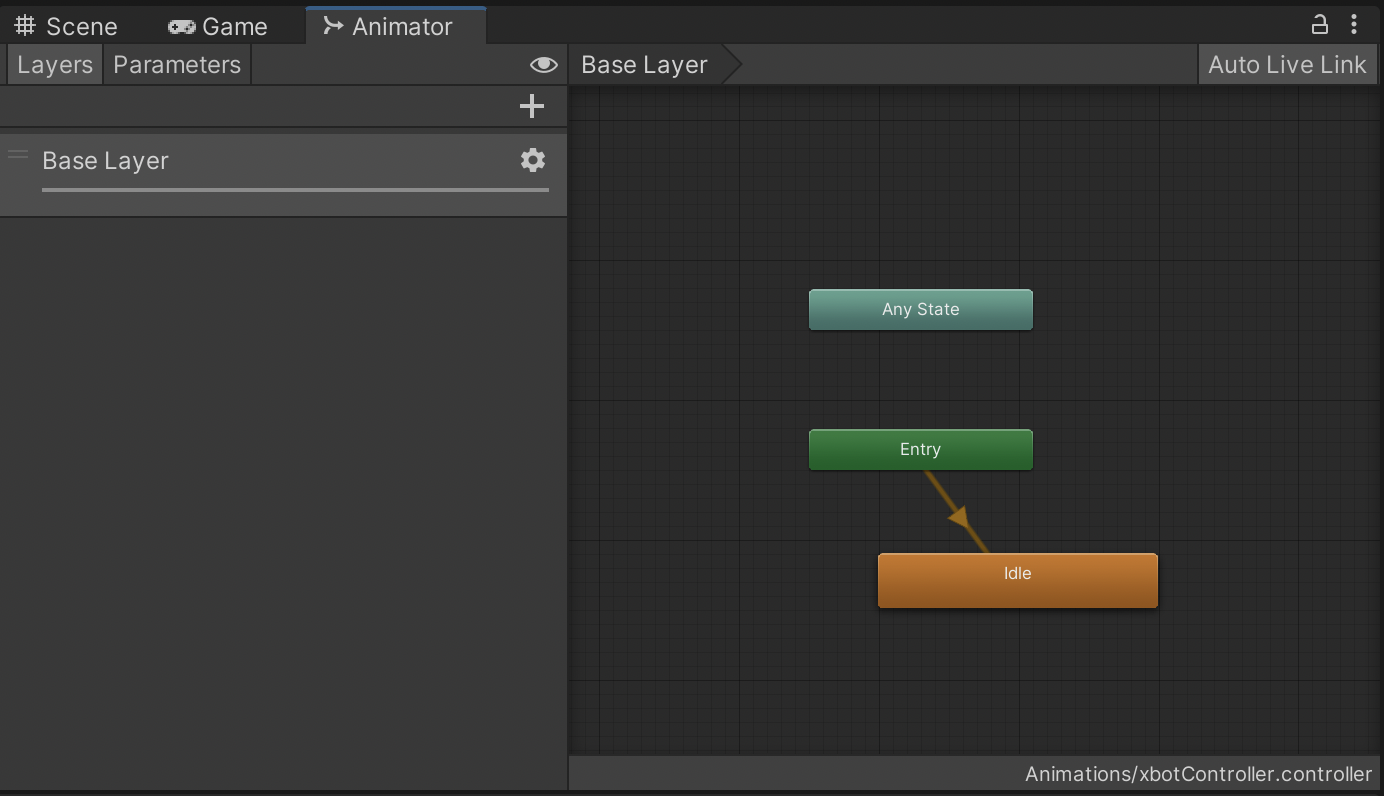 Scene Game Animator
Layers Parameters Base Layer Auto Live Link
Base Layer
Any State
Entry
Idle
Animations/xbotController.controller